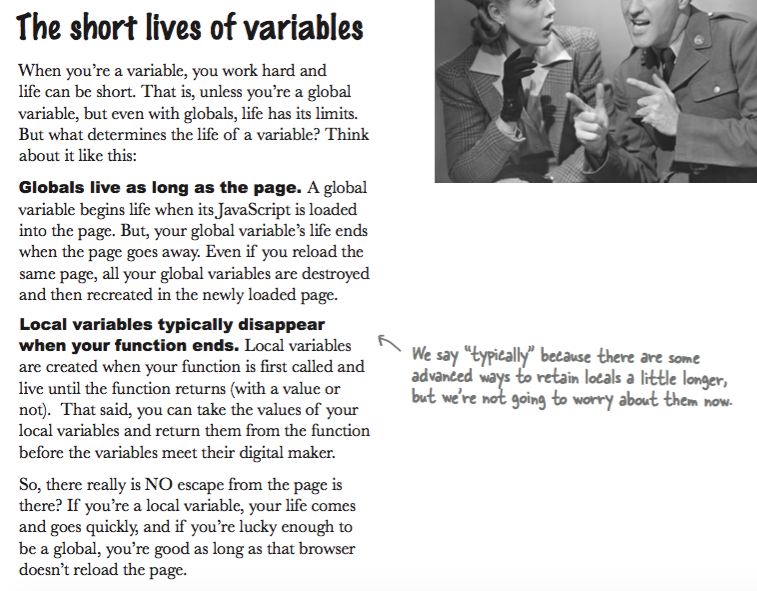 The short lives of variables
When you’re a variable, you work hard and
life can be short. That is, unless you’re a global
variable, but even with globals, life has its limits.
But what determines the life of a variable? Think
about it like this:
Globals live as long as the page. A global
variable begins life when its JavaScript is loaded
into the page. But, your global variable’s life ends
when the page goes away. Even if you reload the
same page, all your global variables are destroyed
and then recreated in the newly loaded page.
Local variables typically disappear
when your function ends. Local variables
are created when your function is first called and
live until the function returns (with a value or
not). That said, you can take the values of your
local variables and return them from the function
before the variables meet their digital maker.
We say “typically” because there are some
advanced ways to retain locals a little longer,
but we’re not going to worry about them now.
So, there really is NO escape from the page is
there? If you’re a local variable, your life comes
and goes quickly, and if you’re lucky enough to
be a global, you’re good as long as that browser
doesn’t reload the page.